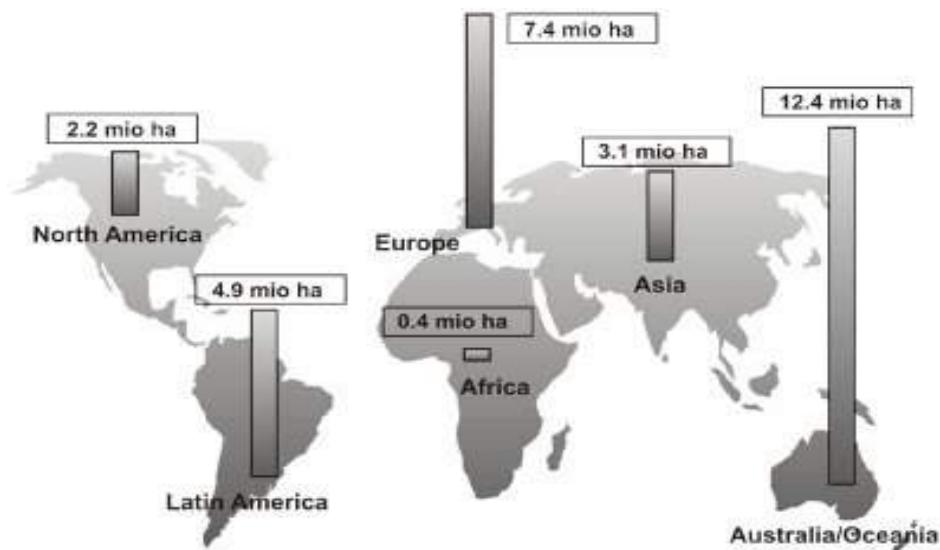 7.4 mio ha
12.4 mio ha
2.2 mio ha
3.1 mio ha
North America
Europe
Asia
4.9 mio ha
0.4 mio ha
Africa
Latin America
Australia/Oceania